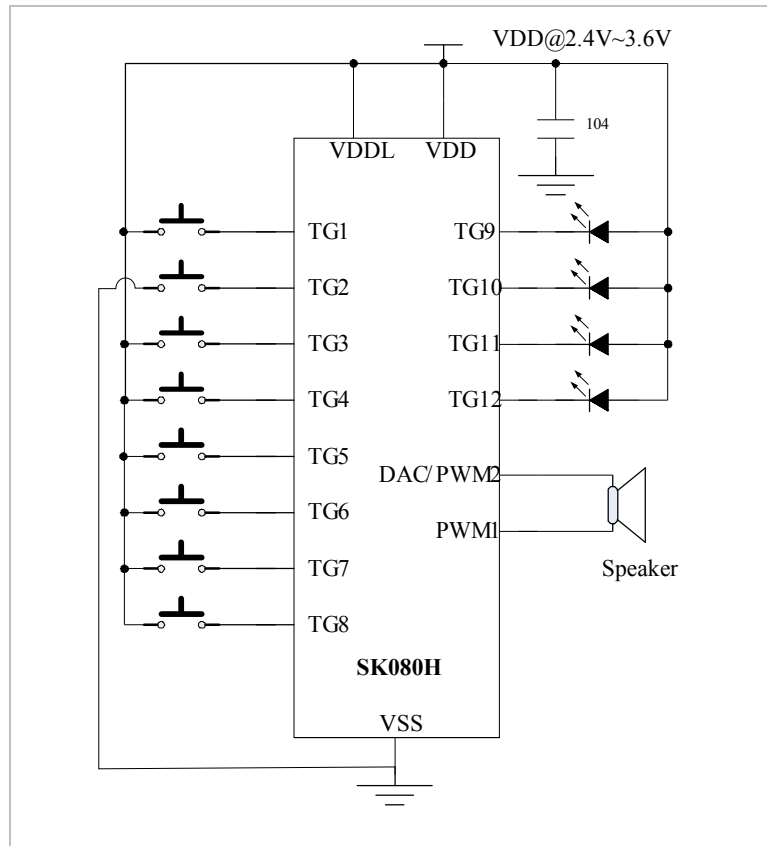 VDD@2.4V~3.6V
104
VDDL VDD
TG1 TG9
TG2 TG10
TG3 TG11
TG4 TG12
TG5
DAC/PWM2
TG6
PWM1
TG7
Speaker
TG8
SK080H
VSS